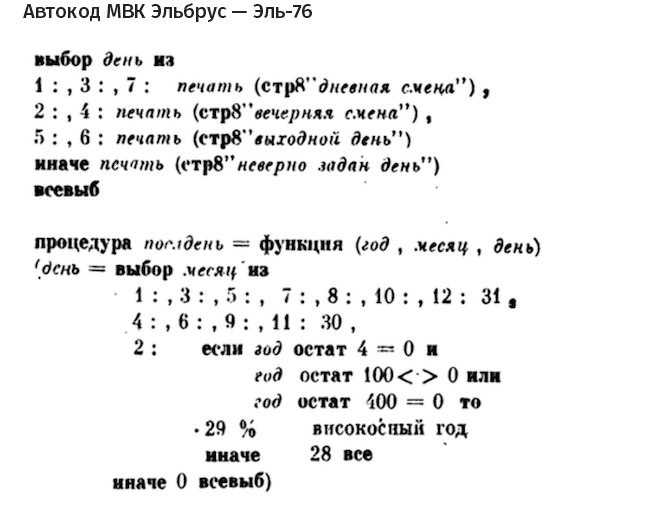 Автокод МВК Эльбрус — Эль-76
выбор день из
1 : , 3 : , 7 : печать (стр8"дневная смена") ,
2 : , 4 : печать (стр8"вечерняя смена") ,
5 : , 6 : печать (стр8"выходной день")
иначе печать (стр8"неверно задан день")
всевыб
процедура послдень = функция (год , месяц , день)
(день = выбор месяц из
1 : , 3 : , 5 : , 7 : , 8 : , 10 : , 12 : 31 ,
4 : , 6 : , 9 : , 11 : 30 ,
2 : если год остат 4 = 0 и
год остат 100 < > 0 или
год остат 400 = 0 то
29 % високосный год
иначе 28 все
иначе 0 всевыб)